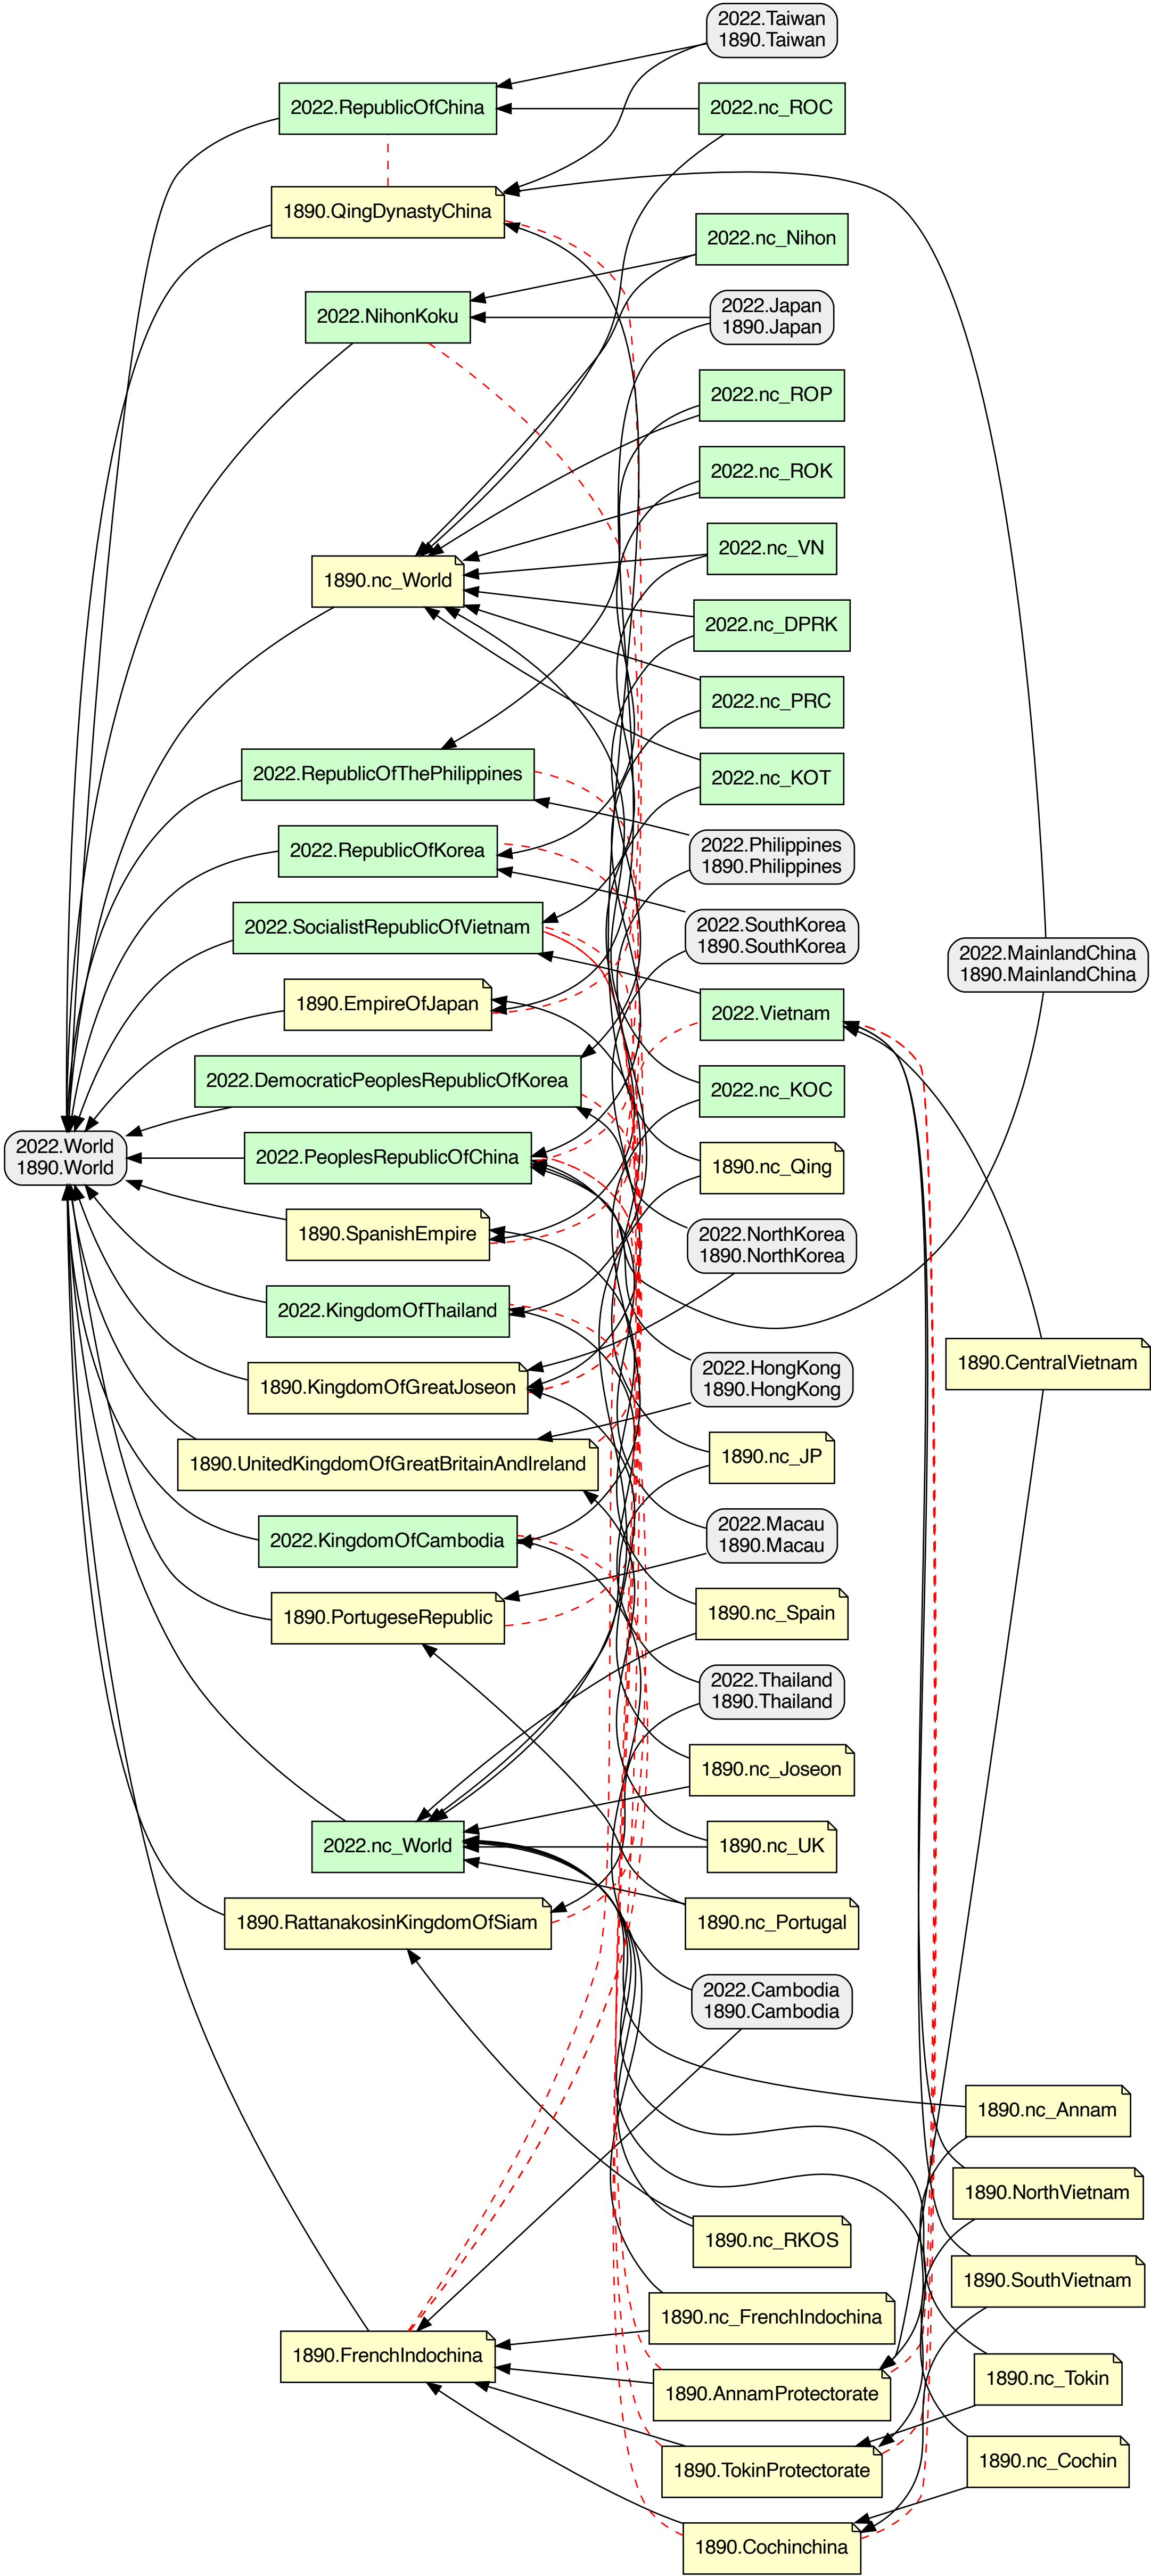 2022.Taiwan
1890.Taiwan
2022.RepublicOfChina
2022.nc_ROC
1890.QingDynastyChina
2022.nc_Nihon
2022.NihonKoku
2022.Japan
1890.Japan
2022.nc_ROP
2022.nc_ROK
2022.nc_VN
1890.nc_World
2022.nc_DPRK
2022.nc_PRC
2022.RepublicOfThePhilippines
2022.nc_KOT
2022.RepublicOfKorea
2022.Philippines
1890.Philippines
2022.SocialistRepublicOfVietnam
2022.SouthKorea
1890.SouthKorea
2022.MainlandChina
1890.MainlandChina
1890.EmpireOfJapan
2022.Vietnam
2022.DemocraticPeoplesRepublicOfKorea
2022.nc_KOC
2022.World
1890.World
2022.PeoplesRepublicOfChina
1890.nc_Qing
1890.SpanishEmpire
2022.NorthKorea
1890.NorthKorea
2022.KingdomOfThailand
1890.KingdomOfGreatJoseon
2022.HongKong
1890.HongKong
1890.CentralVietnam
1890.UnitedKingdomOfGreatBritainAndIreland
1890.nc_JP
2022.KingdomOfCambodia
2022.Macau
1890.Macau
1890.PortugeseRepublic
1890.nc_Spain
2022.Thailand
1890.Thailand
1890.nc_Joseon
2022.nc_World
1890.nc_UK
1890.RattanakosinKingdomOfSiam
1890.nc_Portugal
2022.Cambodia
1890.Cambodia
1890.nc_Annam
1890.NorthVietnam
1890.nc_RKOS
1890.SouthVietnam
1890.nc_FrenchIndochina
1890.FrenchIndochina
1890.nc_Tokin
1890.AnnamProtectorate
1890.nc_Cochin
1890.TokinProtectorate
1890.Cochinchina